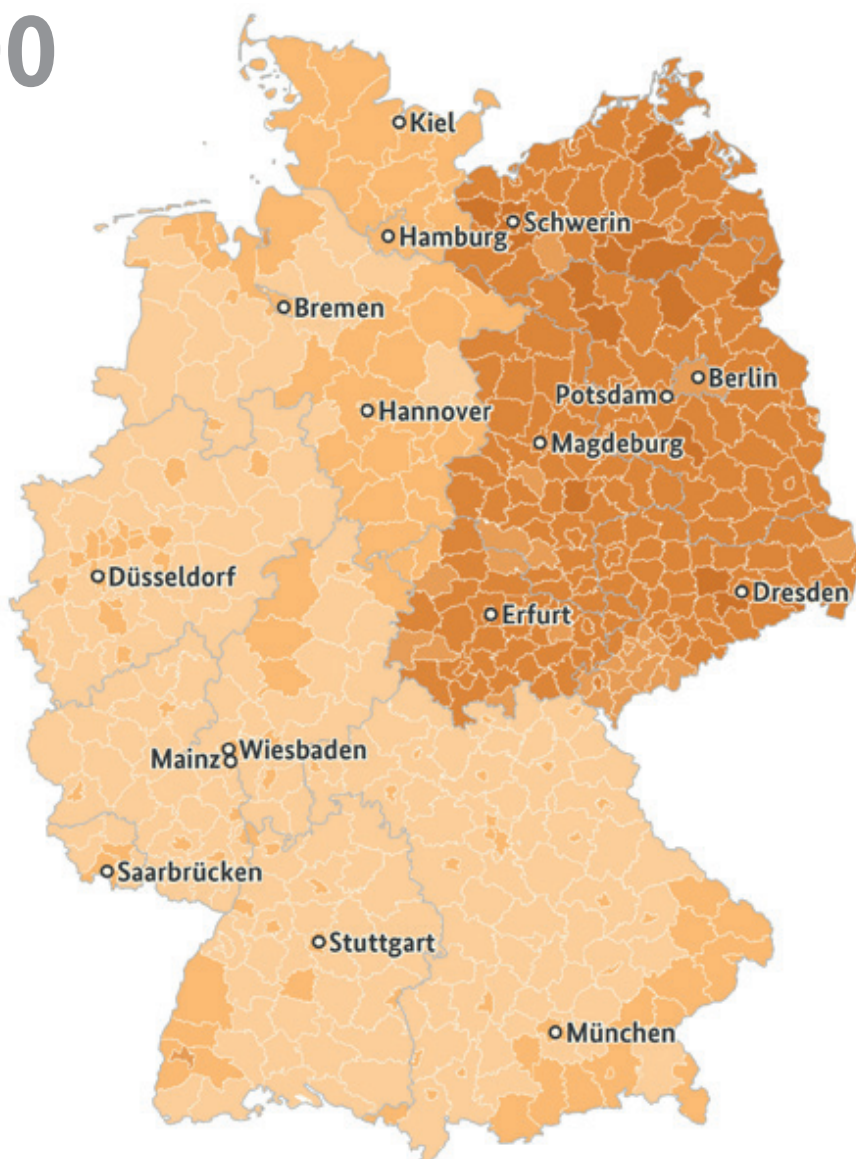 0
Kiel
Schwerin
Hamburg
Bremen
Berlin
Potsdam
Hannover
Magdeburg
Düsseldorf
Dresden
Erfurt
Wiesbaden
Mainz
Saarbrücken
Stuttgart
München